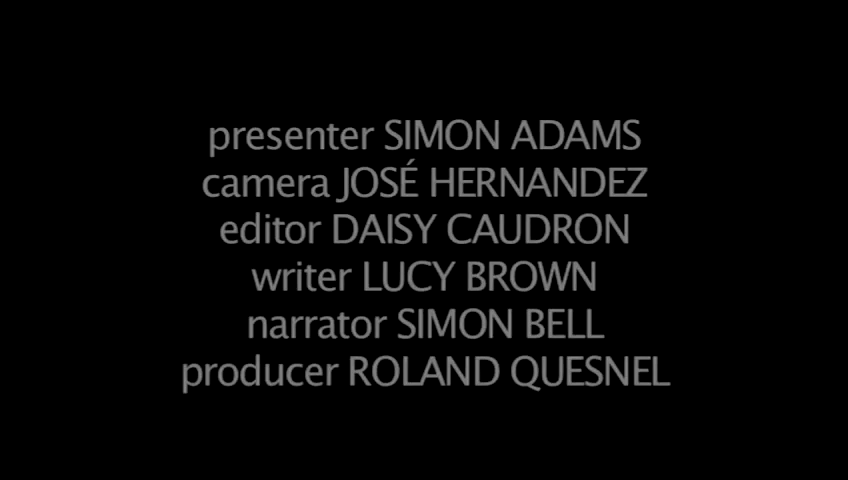 presenter SIMON ADAMS
camera JOSÉ HERNANDEZ
editor DAISY CAUDRON
writer LUCY BROWN
narrator SIMON BELL
producer ROLAND QUESNEL